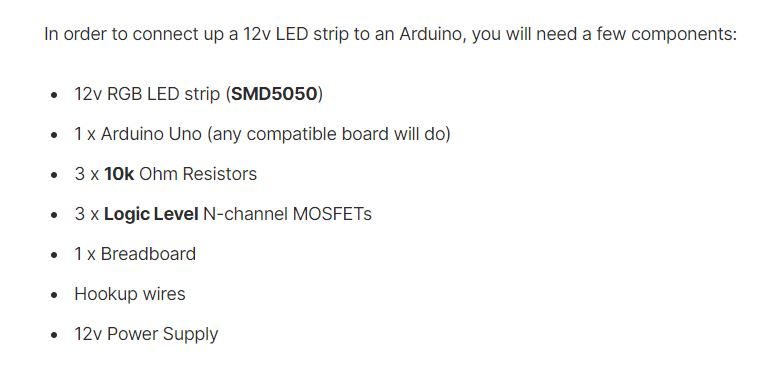 In order to connect up a 12v LED strip to an Arduino, you will need a few components:
• 12v RGB LED strip (SMD5050)
• 1 x Arduino Uno (any compatible board will do)
• 3 x 10k Ohm Resistors
• 3 x Logic Level N-channel MOSFETs
• 1 x Breadboard
• Hookup wires
• 12v Power Supply